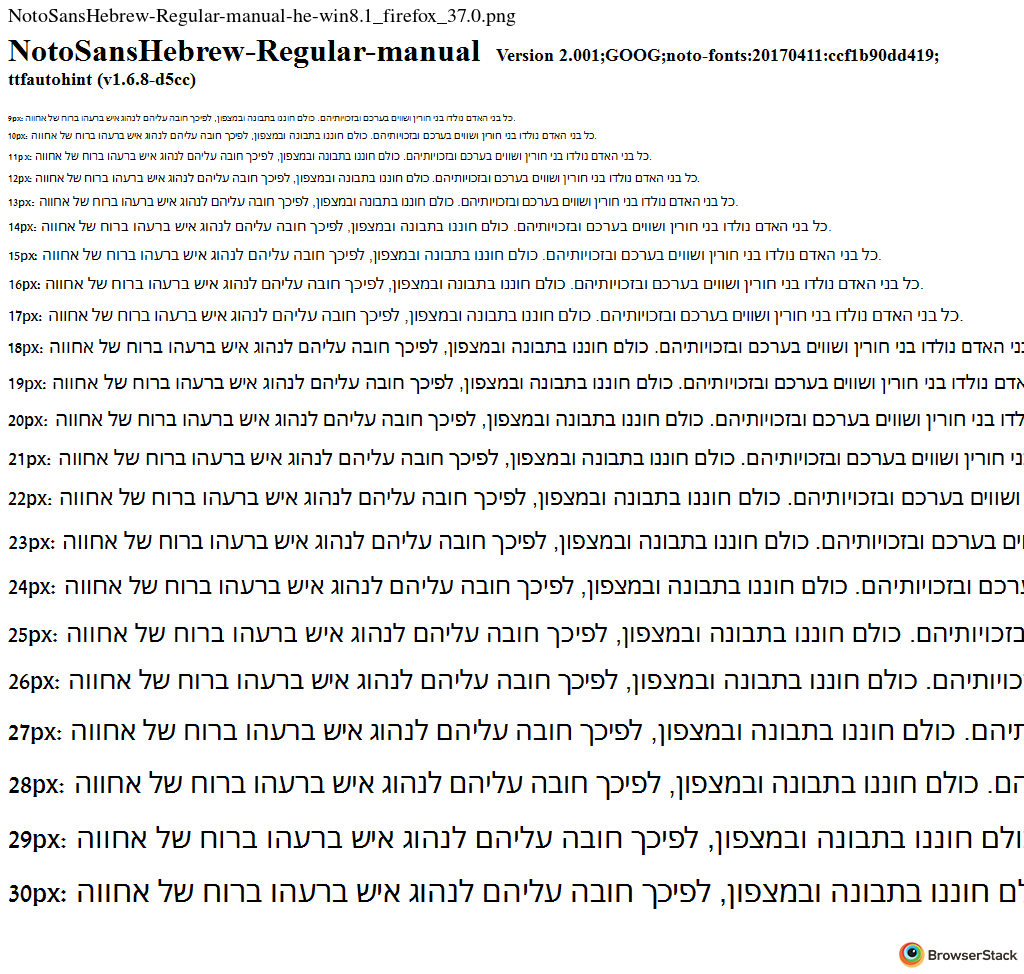 NotoSansHebrew-Regular-manual-he-win8.1_firefox_37.0.png
NotoSansHebrew-Regular-manual Version 2.001;GOOG;noto-fonts:20170411:ccf1b90dd419;
ttfautohint (v1.6.8-d5cc)
9px: כל בני האדם נולדו בני חורין ושווים בערכם ובזכויותיהם. כולם חוננו בתבונה ובמצפון, לפיכך חובה עליהם לנהוג איש ברעהו ברוח של אחווה.
10px: כל בני האדם נולדו בני חורין ושווים בערכם ובזכויותיהם. כולם חוננו בתבונה ובמצפון, לפיכך חובה עליהם לנהוג איש ברעהו ברוח של אחווה.
11px: כל בני האדם נולדו בני חורין ושווים בערכם ובזכויותיהם. כולם חוננו בתבונה ובמצפון, לפיכך חובה עליהם לנהוג איש ברעהו ברוח של אחווה.
12px: כל בני האדם נולדו בני חורין ושווים בערכם ובזכויותיהם. כולם חוננו בתבונה ובמצפון, לפיכך חובה עליהם לנהוג איש ברעהו ברוח של אחווה.
13px: כל בני האדם נולדו בני חורין ושווים בערכם ובזכויותיהם. כולם חוננו בתבונה ובמצפון, לפיכך חובה עליהם לנהוג איש ברעהו ברוח של אחווה.
14px: כל בני האדם נולדו בני חורין ושווים בערכם ובזכויותיהם. כולם חוננו בתבונה ובמצפון, לפיכך חובה עליהם לנהוג איש ברעהו ברוח של אחווה.
15px: כל בני האדם נולדו בני חורין ושווים בערכם ובזכויותיהם. כולם חוננו בתבונה ובמצפון, לפיכך חובה עליהם לנהוג איש ברעהו ברוח של אחווה.
16px: כל בני האדם נולדו בני חורין ושווים בערכם ובזכויותיהם. כולם חוננו בתבונה ובמצפון, לפיכך חובה עליהם לנהוג איש ברעהו ברוח של אחווה.
17px: כל בני האדם נולדו בני חורין ושווים בערכם ובזכויותיהם. כולם חוננו בתבונה ובמצפון, לפיכך חובה עליהם לנהוג איש ברעהו ברוח של אחווה.
18px: האדם נולדו בני חורין ושווים בערכם ובזכויותיהם. כולם חוננו בתבונה ובמצפון, לפיכך חובה עליהם לנהוג איש ברעהו ברוח של אחווה
19px: נולדו בני חורין ושווים בערכם ובזכויותיהם. כולם חוננו בתבונה ובמצפון, לפיכך חובה עליהם לנהוג איש ברעהו ברוח של אחווה
20px: בני חורין ושווים בערכם ובזכויותיהם. כולם חוננו בתבונה ובמצפון, לפיכך חובה עליהם לנהוג איש ברעהו ברוח של אחווה
21px: חורין ושווים בערכם ובזכויותיהם. כולם חוננו בתבונה ובמצפון, לפיכך חובה עליהם לנהוג איש ברעהו ברוח של אחווה
22px: ושווים בערכם ובזכויותיהם. כולם חוננו בתבונה ובמצפון, לפיכך חובה עליהם לנהוג איש ברעהו ברוח של אחווה
23px: בערכם ובזכויותיהם. כולם חוננו בתבונה ובמצפון, לפיכך חובה עליהם לנהוג איש ברעהו ברוח של אחווה
24px: ובזכויותיהם. כולם חוננו בתבונה ובמצפון, לפיכך חובה עליהם לנהוג איש ברעהו ברוח של אחווה
25px: כולם חוננו בתבונה ובמצפון, לפיכך חובה עליהם לנהוג איש ברעהו ברוח של אחווה
26px: כולם חוננו בתבונה ובמצפון, לפיכך חובה עליהם לנהוג איש ברעהו ברוח של אחווה
27px: כולם חוננו בתבונה ובמצפון, לפיכך חובה עליהם לנהוג איש ברעהו ברוח של אחווה
28px: כולם חוננו בתבונה ובמצפון, לפיכך חובה עליהם לנהוג איש ברעהו ברוח של אחווה
29px: חוננו בתבונה ובמצפון, לפיכך חובה עליהם לנהוג איש ברעהו ברוח של אחווה
30px: חוננו בתבונה ובמצפון, לפיכך חובה עליהם לנהוג איש ברעהו ברוח של אחווה
BrowserStack